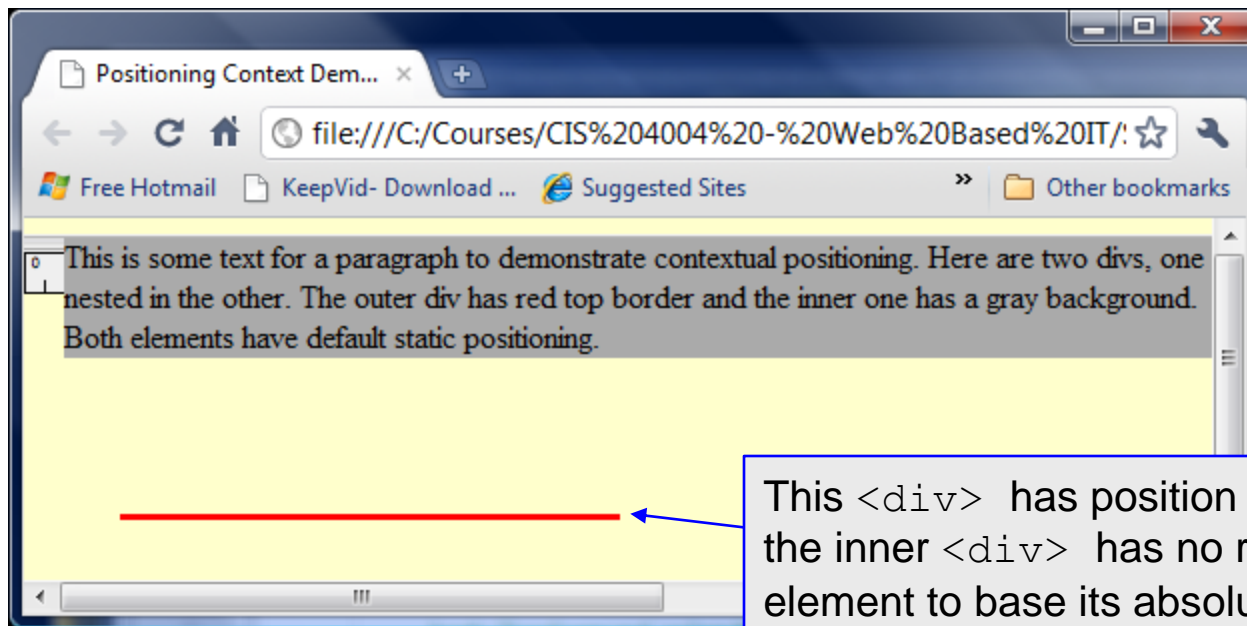 Positioning Context Dem...
file:///C:/Courses/CIS%204004%20-%20Web%20Based%20IT/
Free Hotmail KeepVid- Download ... Suggested Sites » Other bookmarks
0
This is some text for a paragraph to demonstrate contextual positioning. Here are two divs, one
nested in the other. The outer div has red top border and the inner one has a gray background.
Both elements have default static positioning.
This <div> has position
the inner <div> has no
element to base its